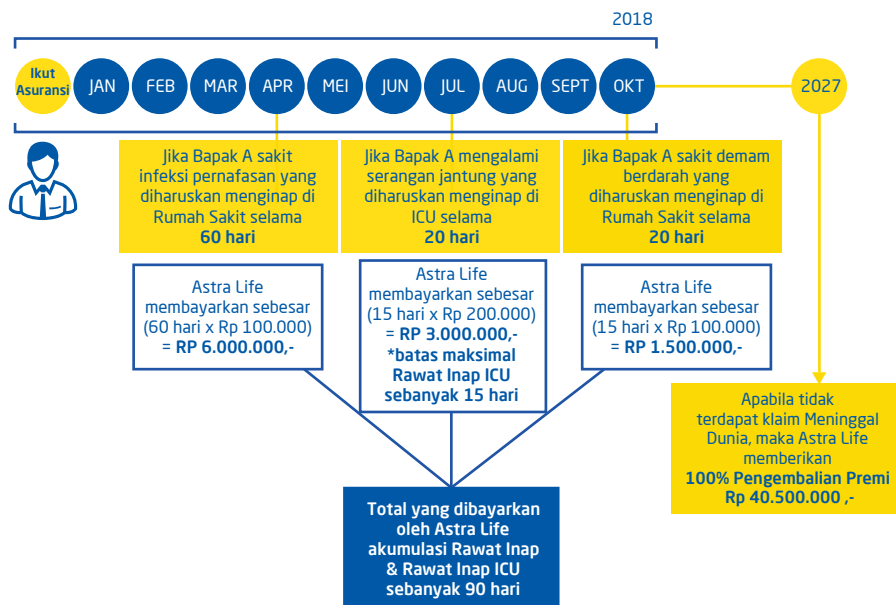 2018
Ikut
Asuransi
JAN
FEB
MAR
APR
MEI
JUN
JUL
AUG
SEPT
OKT
2027
Jika Bapak A sakit
infeksi pernafasan yang
diharuskan menginap di
Rumah Sakit selama
60 hari
Jika Bapak A mengalami
serangan jantung yang
diharuskan menginap di
ICU selama
20 hari
Jika Bapak A sakit demam
berdarah yang
diharuskan menginap di
Rumah Sakit selama
20 hari
Astra Life
membayarkan sebesar
(60 hari x Rp 100.000)
= RP 6.000.000,-
Astra Life
membayarkan sebesar
(15 hari x Rp 200.000)
= RP 3.000.000,-
*batas maksimal
Rawat Inap ICU
sebanyak 15 hari
Astra Life
membayarkan sebesar
(15 hari x Rp 100.000)
= RP 1.500.000,-
Apabila tidak
terdapat klaim Meninggal
Dunia, maka Astra Life
memberikan
100% Pengembalian Premi
Rp 40.500.000 ,-
Total yang dibayarkan
oleh Astra Life
akumulasi Rawat Inap
& Rawat Inap ICU
sebanyak 90 hari